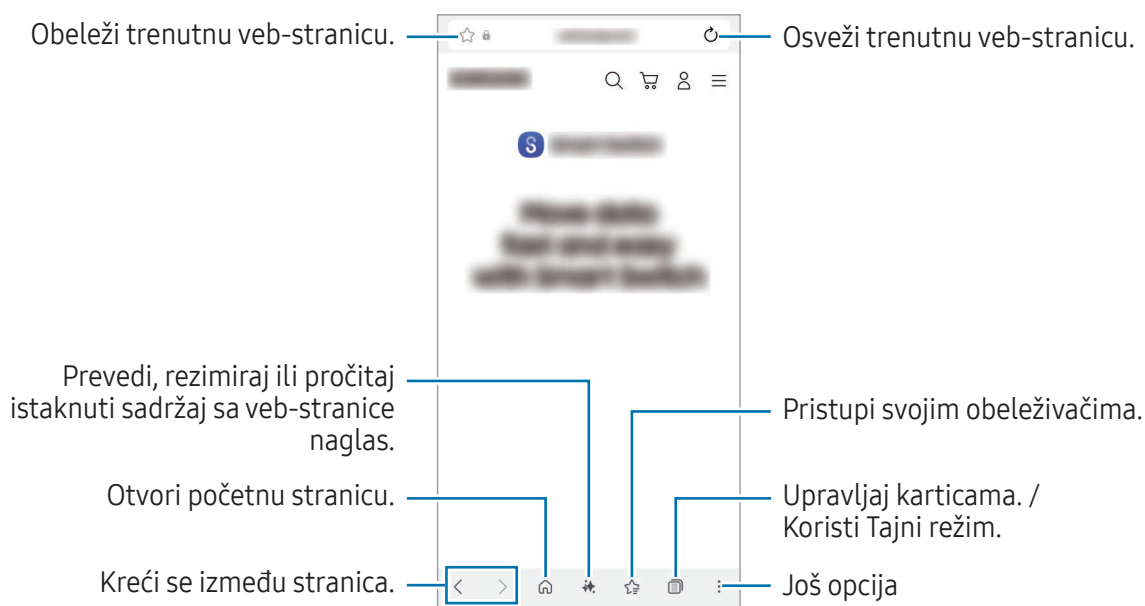 Obeleži trenutnu veb-stranicu.
Osveži trenutnu veb-stranicu.
Prevedi, rezimiraj ili pročitaj
istaknuti sadržaj sa veb-stranice
naglas.
Pristupi svojim obeleživačima.
Otvori početnu stranicu.
Upravljaj karticama. /
Koristi Tajni režim.
Kreći se između stranica.
Još opcija